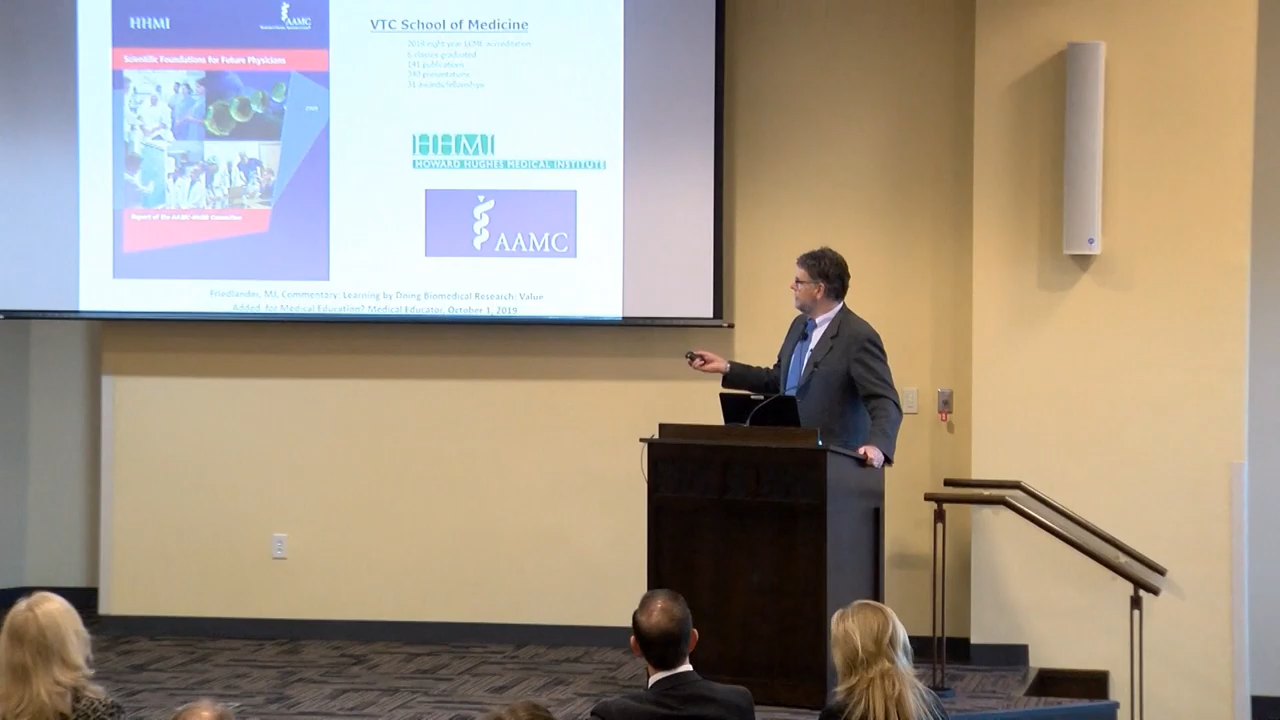 HHMI
AAMC
Scientific Foundations for Future Physicians
2009
Report of the AAMC-HHMI Committee
VTC School of Medicine
2014 eight year LCME accreditation
6 classes graduated
141 publications
presentations
31 awards/fellowships
HHMI
HOWARD HUGHES MEDICAL INSTITUTE
AAMC
Friedlander, MJ, Commentary: Learning by Doing Biomedical Research: Value
Added for Medical Education? Medical Educator, October 1, 2019